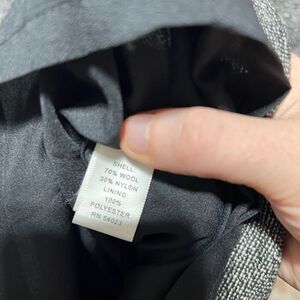 SHELL:
70% WOOL
30% NYLON
LINING
100%
POLYESTER
RN 54023